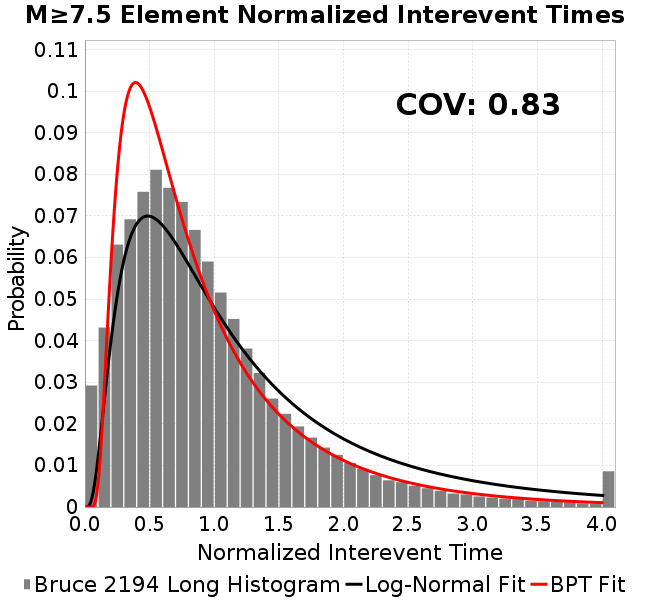 M≥7.5 Element Normalized Interevent Times
COV: 0.83
Probability
0.11
0.1
0.09
0.08
0.07
0.06
0.05
0.04
0.03
0.02
0.01
0
0.0 0.5 1.0 1.5 2.0 2.5 3.0 3.5 4.0
Normalized Interevent Time
Bruce 2194 Long Histogram Log-Normal Fit BPT Fit